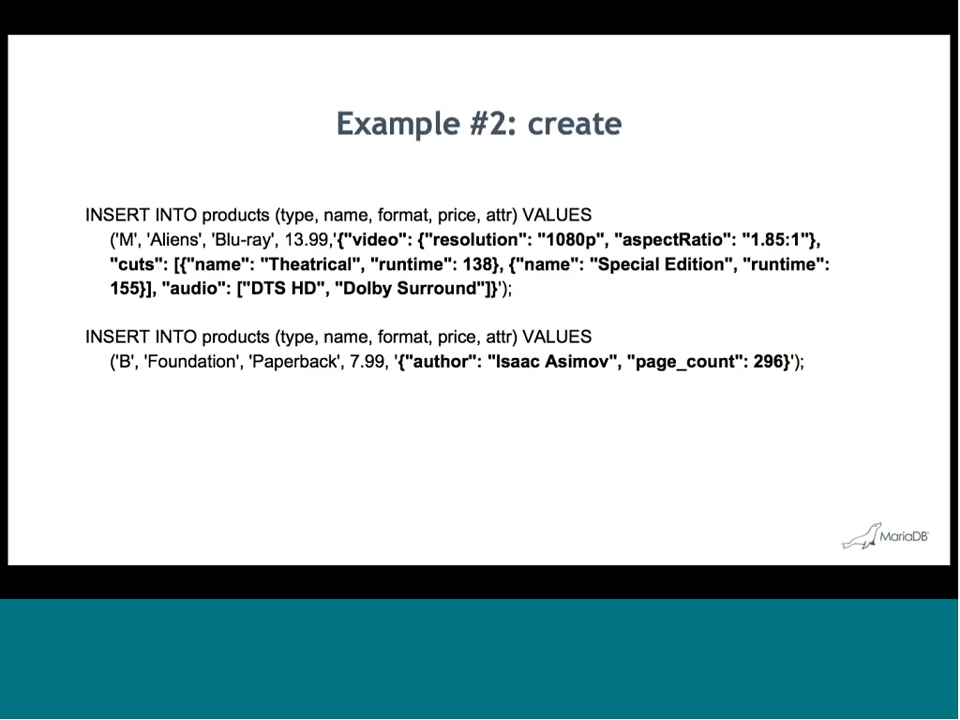 Example #2: create
INSERT INTO products (type, name, format, price, attr) VALUES
('M', 'Aliens', 'Blu-ray', 13.99,'{"video": {"resolution": "1080p", "aspectRatio": "1.85:1"},
"cuts": [{"name": "Theatrical", "runtime": 138}, {"name": "Special Edition", "runtime":
155}], "audio": ["DTS HD", "Dolby Surround"]}');
INSERT INTO products (type, name, format, price, attr) VALUES
('B', 'Foundation', 'Paperback', 7.99, '{"author": "Isaac Asimov", "page_count": 296}');
MariaDB